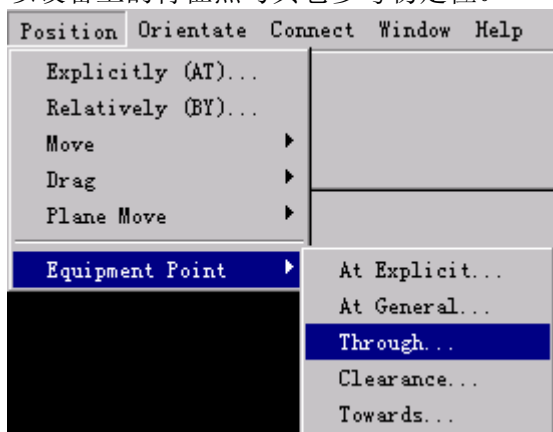 Position Orientate Connect Window Help
Explicitly (AT)...
Relatively (BY)...
Move
Drag
Plane Move
Equipment Point
At Explicit...
At General...
Through...
Clearance...
Towards...